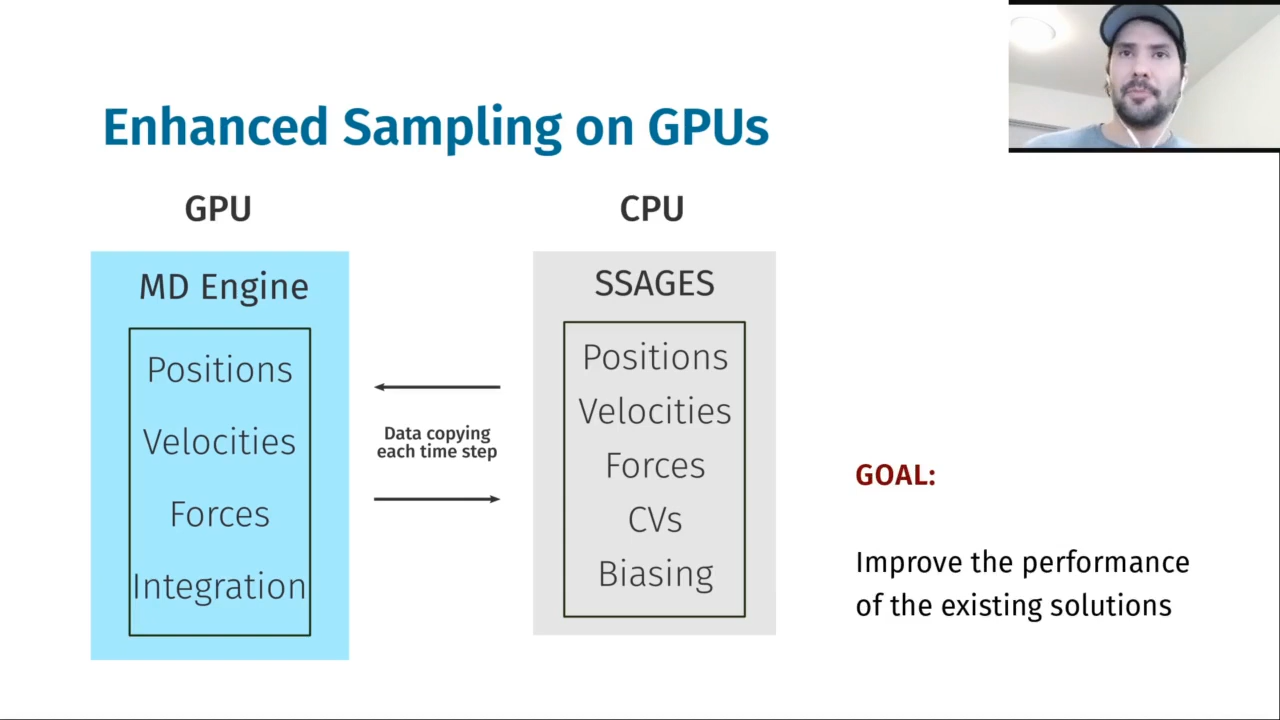 Enhanced Sampling on GPUs
GPU
MD Engine
Positions
Velocities
Forces
Integration
Data copying
each time step
CPU
SSAGES
Positions
Velocities
Forces
CVs
Biasing
GOAL:
Improve the performance
of the existing solutions